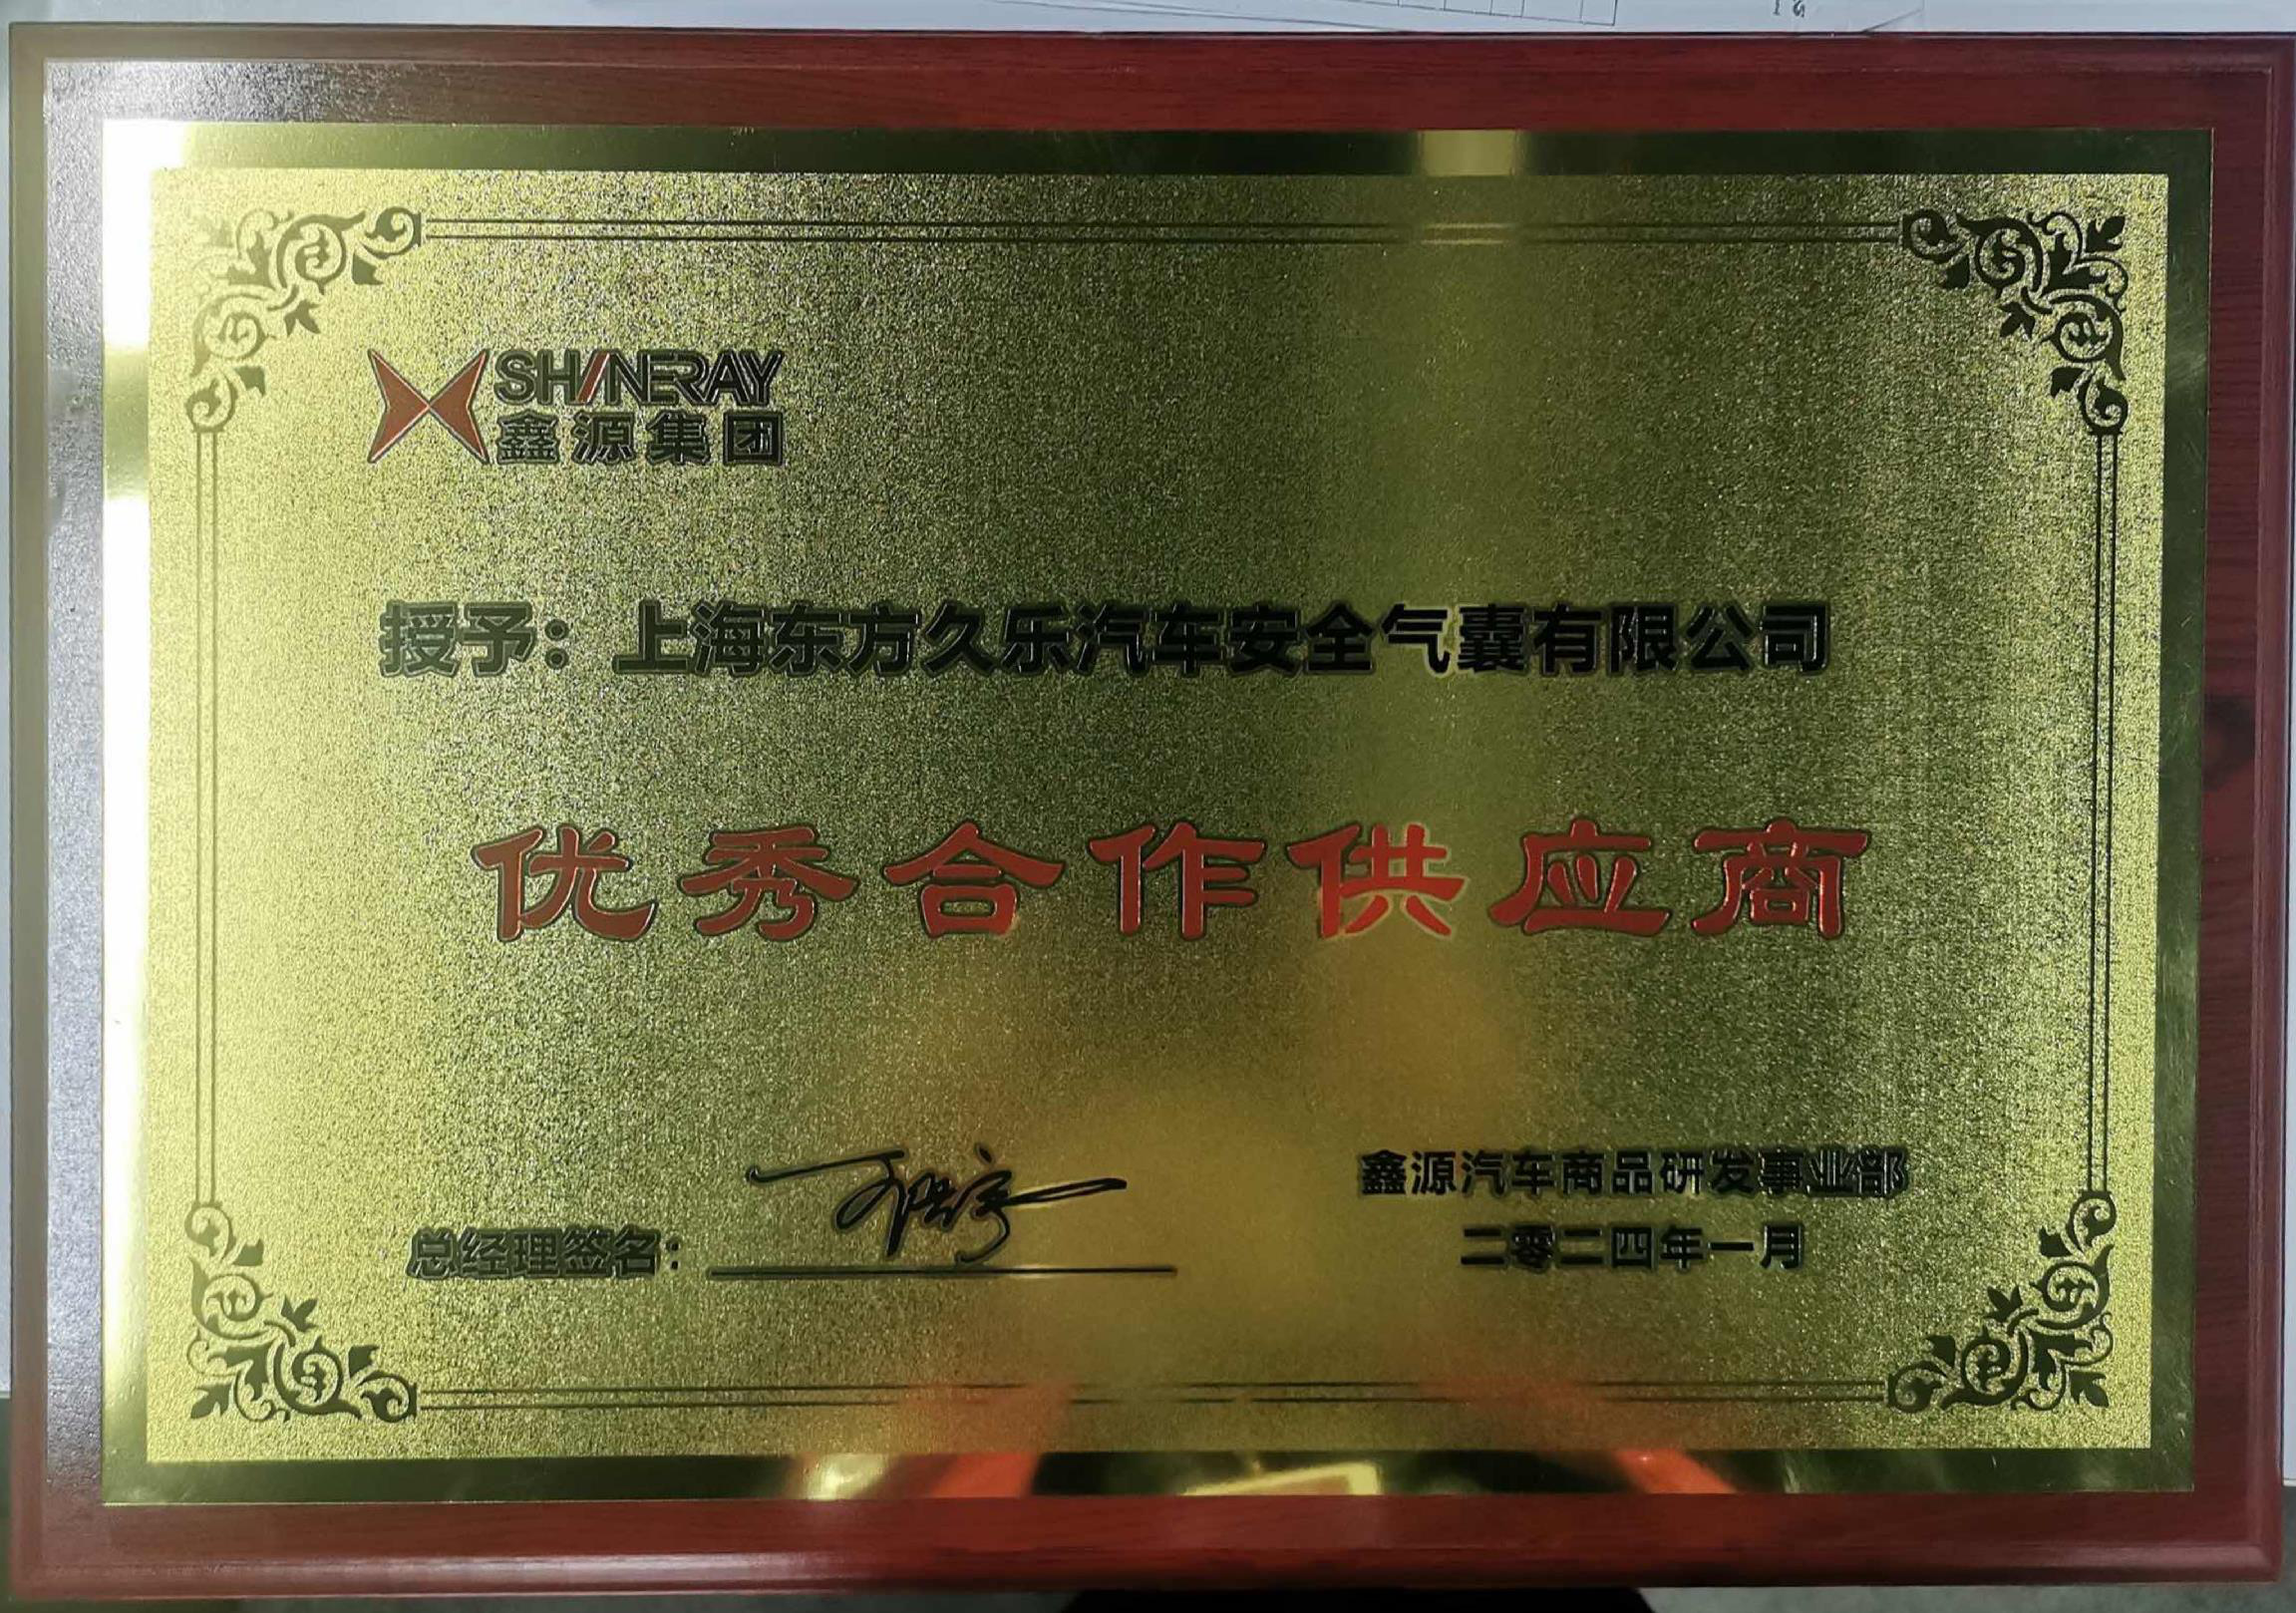 SHINERAY
鑫源集团
授予：上海东方久乐汽车安全气囊有限公司
优秀合作供应商
总经理签名：
鑫源汽车商品研发事业部
二零二四年一月